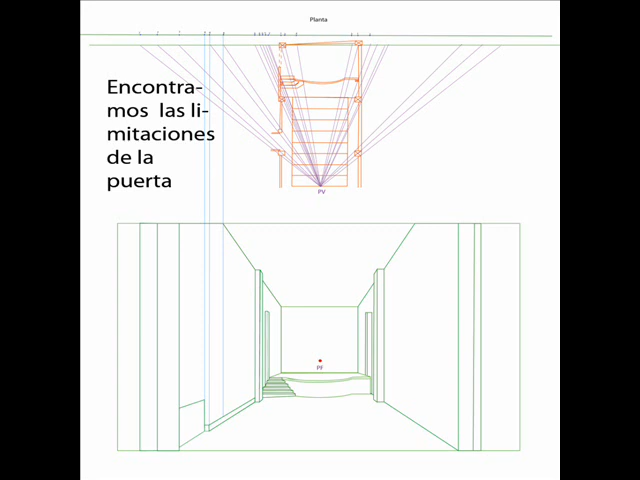 Planta
Encontra-
mos las li-
mitaciones
de la
puerta
PV
PF